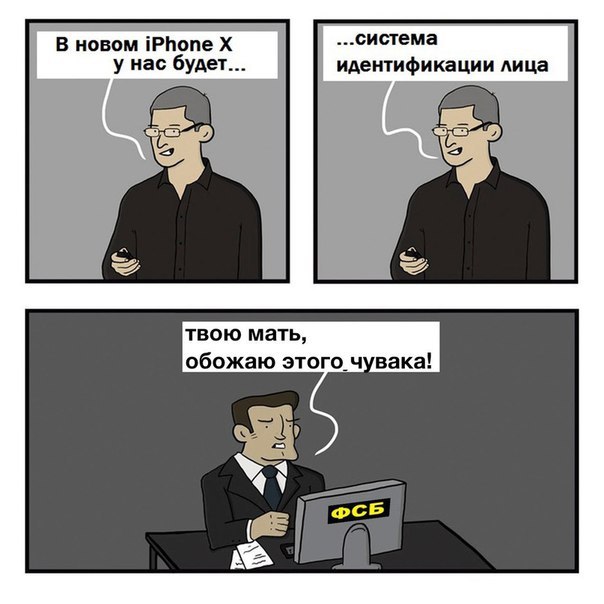 В новом iPhone X
у нас будет...
...система
идентификации лица
твою мать,
обожаю этого чувака!
ФСБ